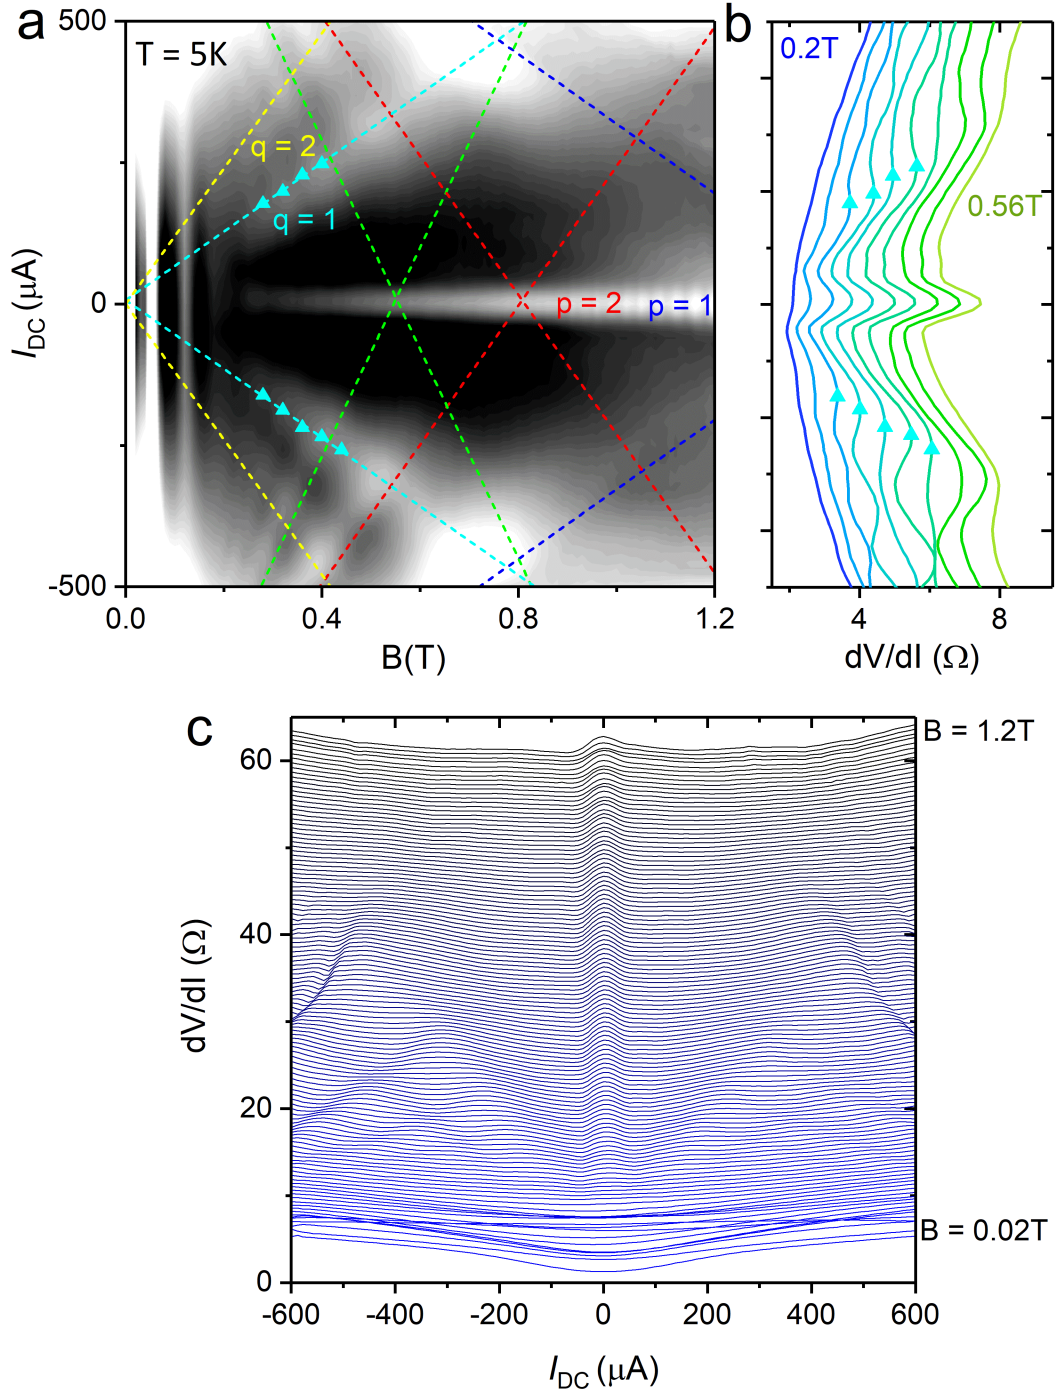 a
T = 5K
500
0
-500
I_DC (μA)
q = 2
q = 1
p = 2
p = 1
0.0
0.4
0.8
1.2
B(T)
b
0.2T
0.56T
4
8
dV/dI (Ω)
c
B = 1.2T
B = 0.02T
60
40
20
0
dV/dI (Ω)
-600
-400
-200
0
200
400
600
I_DC (μA)